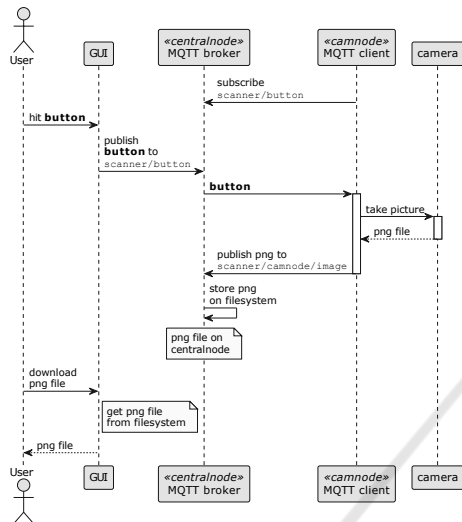 «centralnode»
«camnode»
User
GUI
MQTT broker
MQTT client
camera
subscribe
scanner/button
hit button
publish
button to
scanner/button
button
take picture
png file
publish png to
scanner/camnode/image
store png
on filesystem
png file on
centralnode
download
png file
get png file
from filesystem
png file
User
GUI
«centralnode»
MQTT broker
«camnode»
MQTT client
camera